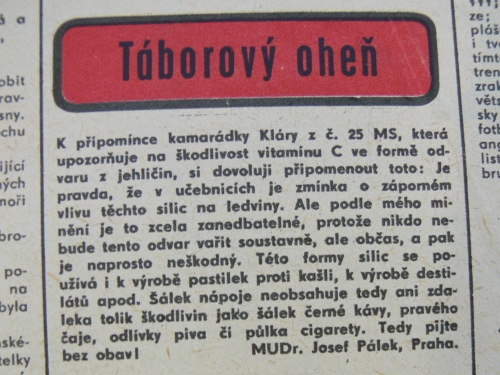 Táborový oheň
K připomínce kamarádky Kláry z č. 25 MS, která
upozorňuje na škodlivost vitamínu C ve formě od-
varu z jehličin, si dovoluji připomenout toto: Je
pravda, že v učebnicích je zmínka o záporném
vlivu těchto silic na ledviny. Ale podle mého mí-
nění je to zcela zanedbatelné, protože nikdo ne-
bude tento odvar vařit soustavně, ale občas, a pak
je naprosto neškodný. Této formy silic se po-
užívá i k výrobě pastilek proti kašli, k výrobě desti-
látů apod. Šálek nápoje neobsahuje tedy ani zda-
leka tolik škodlivin jako šálek černé kávy, pravého
čaje, odlivky piva či půlka cigarety. Tedy pijte
bez obav!
MUDr. Josef Pálek, Praha.